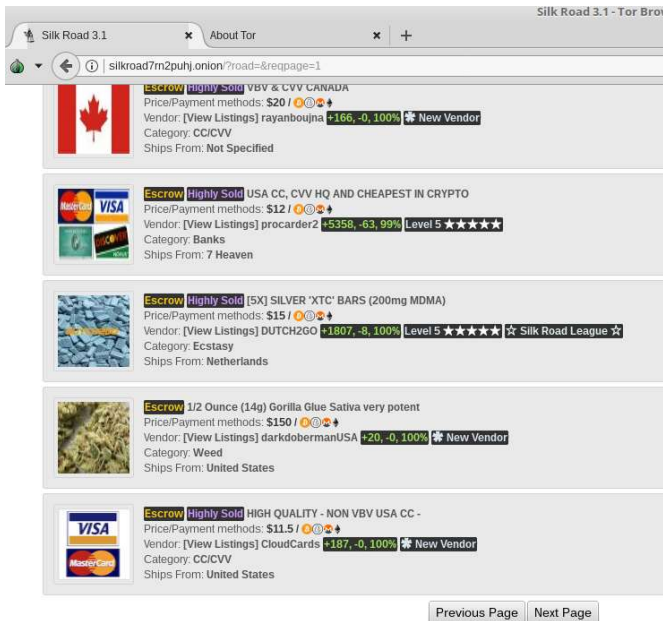 Silk Road 3.1 - Tor Brow
Silk Road 3.1
About Tor
silkroad7rn2puhj.onion/?road=&reqpage=1
Escrow Highly Sold VBV & CVV CANADA
Price/Payment methods: $20 /
Vendor: [View Listings] rayanboujna +166, -0, 100% New Vendor
Category: CC/CVV
Ships From: Not Specified
MasterCard VISA
DISCOVER
Escrow Highly Sold USA CC, CVV HQ AND CHEAPEST IN CRYPTO
Price/Payment methods: $12 /
Vendor: [View Listings] procarder2 +5358, -63, 99% Level 5 ★★★★★
Category: Banks
Ships From: 7 Heaven
Escrow Highly Sold [5X] SILVER 'XTC' BARS (200mg MDMA)
Price/Payment methods: $15 /
Vendor: [View Listings] DUTCH2GO +1807, -8, 100% Level 5 ★★★★★ ☆ Silk Road League ☆
Category: Ecstasy
Ships From: Netherlands
Escrow 1/2 Ounce (14g) Gorilla Glue Sativa very potent
Price/Payment methods: $150 /
Vendor: [View Listings] darkdobermanUSA +20, -0, 100% New Vendor
Category: Weed
Ships From: United States
VISA
MasterCard
Escrow Highly Sold HIGH QUALITY - NON VBV USA CC -
Price/Payment methods: $11.5 /
Vendor: [View Listings] CloudCards +187, -0, 100% New Vendor
Category: CC/CVV
Ships From: United States
Previous Page Next Page